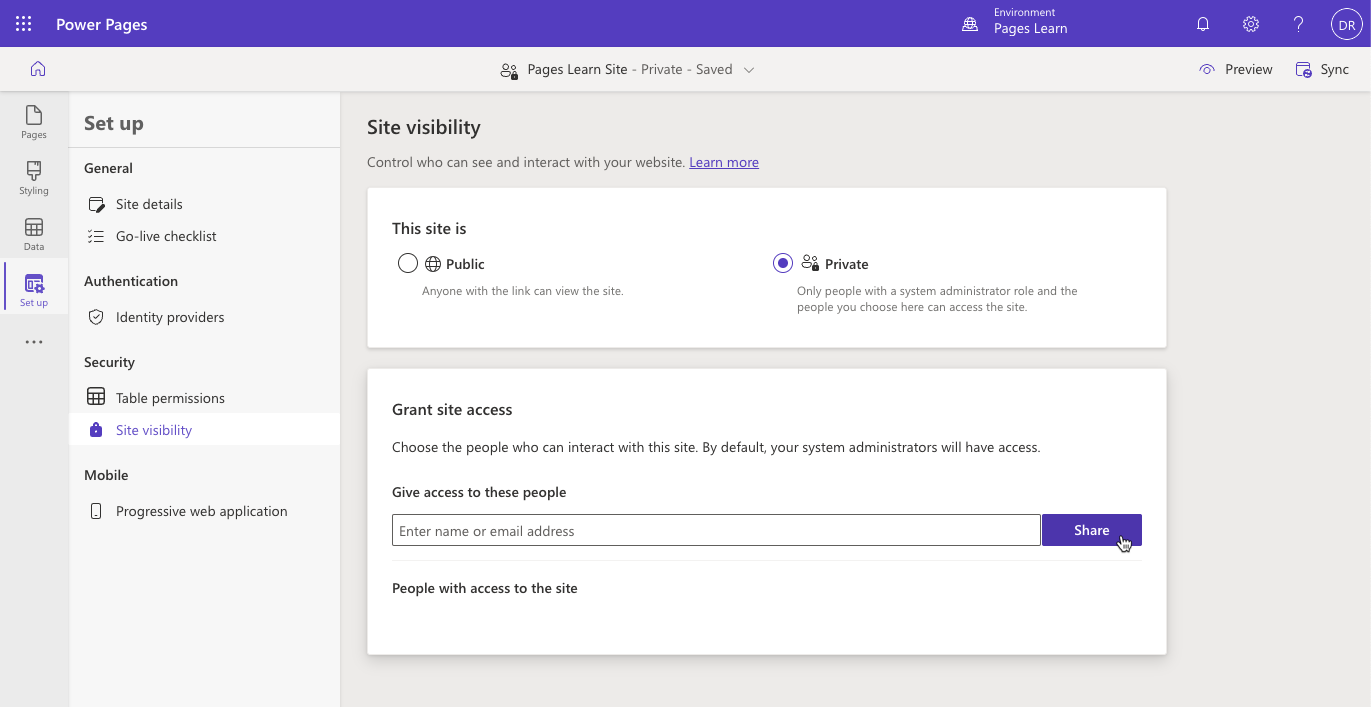 Power Pages
Environment
Pages Learn
?
DR
Pages Learn Site - Private - Saved
Preview
Sync
Pages
Styling
Data
Set up
Set up
General
Site details
Go-live checklist
Authentication
Identity providers
Security
Table permissions
Site visibility
Mobile
Progressive web application
Site visibility
Control who can see and interact with your website. Learn more
This site is
Public
Anyone with the link can view the site.
Private
Only people with a system administrator role and the
people you choose here can access the site.
Grant site access
Choose the people who can interact with this site. By default, your system administrators will have access.
Give access to these people
Enter name or email address
Share
People with access to the site